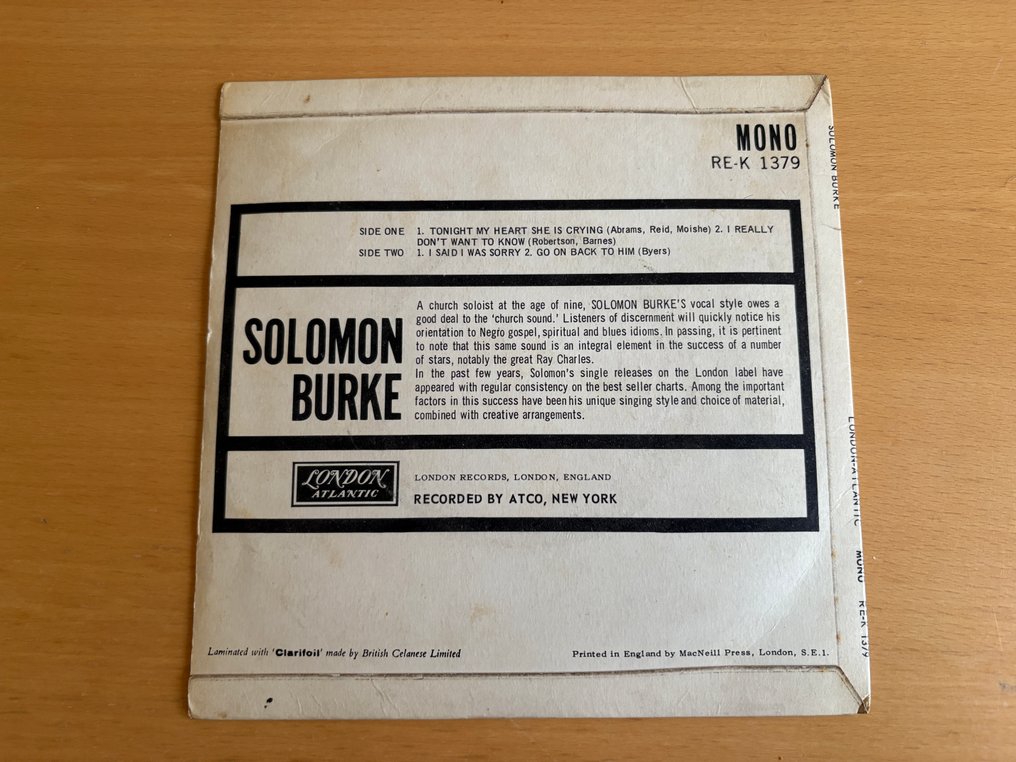 MONO
RE-K 1379
SIDE ONE 1. TONIGHT MY HEART SHE IS CRYING (Abrams, Reid, Moishe) 2. I REALLY
DON'T WANT TO KNOW (Robertson, Barnes)
SIDE TWO 1. I SAID I WAS SORRY 2. GO ON BACK TO HIM (Byers)
SOLOMON
BURKE
A church soloist at the age of nine, SOLOMON BURKE'S vocal style owes a
good deal to the 'church sound.' Listeners of discernment will quickly notice his
orientation to Negro gospel, spiritual and blues idioms. In passing, it is pertinent
to note that this same sound is an integral element in the success of a number
of stars, notably the great Ray Charles.
In the past few years, Solomon's single releases on the London label have
appeared with regular consistency on the best seller charts. Among the important
factors in this success have been his unique singing style and choice of material,
combined with creative arrangements.
LONDON
ATLANTIC
LONDON RECORDS, LONDON, ENGLAND
RECORDED BY ATCO, NEW YORK
Laminated with 'Clarifoil' made by British Celanese Limited
Printed in England by MacNeill Press, London, S.E.1.
SOLOMON BURKE
LONDON-ATLANTIC MONO RE-K 1379